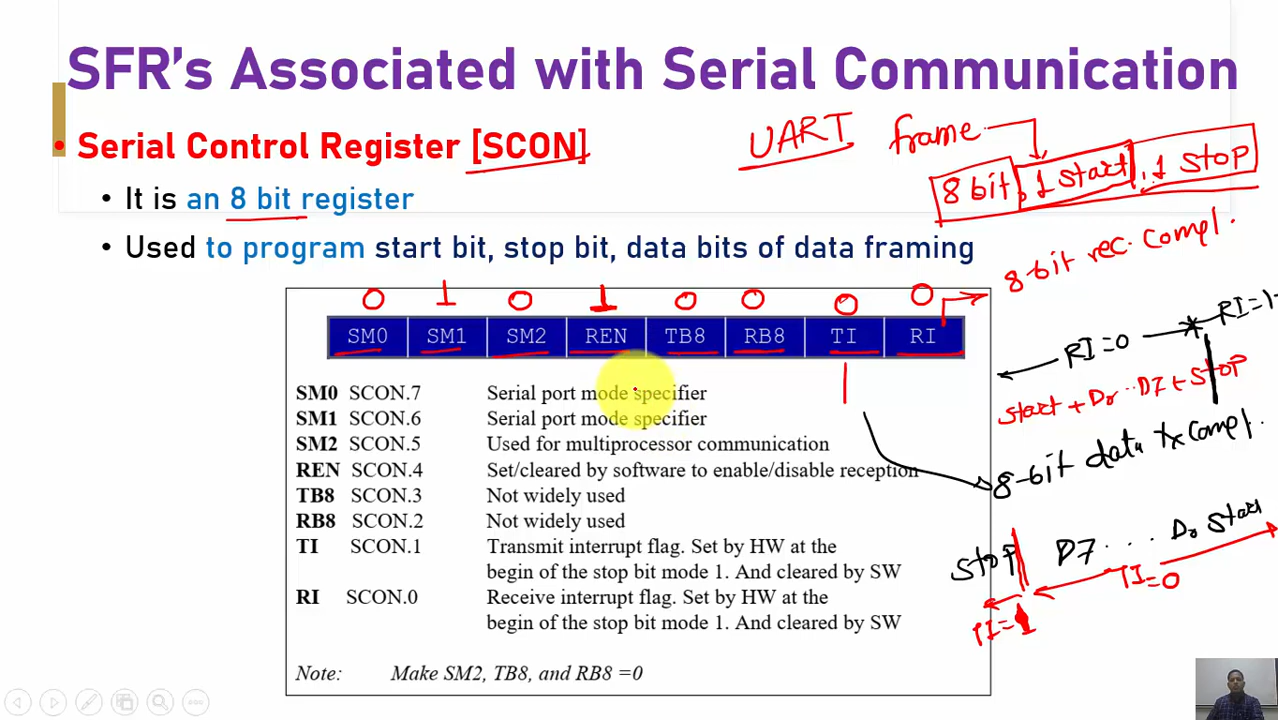 SFR's Associated with Serial Communication
• Serial Control Register [SCON]
UART frame
8 bit, 1 start, 1 stop
• It is an 8 bit register
• Used to program start bit, stop bit, data bits of data framing
8-bit rec. compl.
0 1 0 1 0 0 0 0
SM0 SM1 SM2 REN TB8 RB8 TI RI
RI=0 RI=1
start + D0 .. D7 + stop
SM0 SCON.7 Serial port mode specifier
SM1 SCON.6 Serial port mode specifier
SM2 SCON.5 Used for multiprocessor communication
REN SCON.4 Set/cleared by software to enable/disable reception
8-bit data tx compl.
TB8 SCON.3 Not widely used
RB8 SCON.2 Not widely used
TI SCON.1 Transmit interrupt flag. Set by HW at the
begin of the stop bit mode 1. And cleared by SW
stop D7 ... D0 start
TI=0
TI=1
RI SCON.0 Receive interrupt flag. Set by HW at the
begin of the stop bit mode 1. And cleared by SW
Note: Make SM2, TB8, and RB8 =0